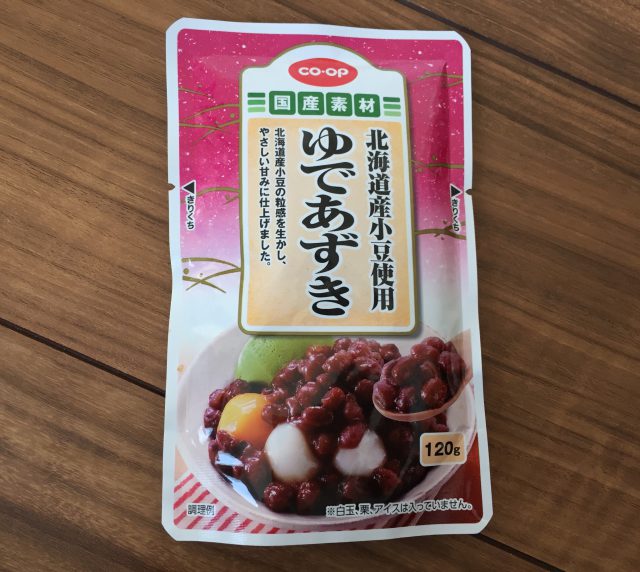 CO・OP
国産素材
北海道産小豆使用
ゆであずき
北海道産小豆の粒感を生かし、
やさしい甘みに仕上げました。
◀きりくち
▶きりくち
120g
調理例
※白玉、栗、アイスは入っていません。